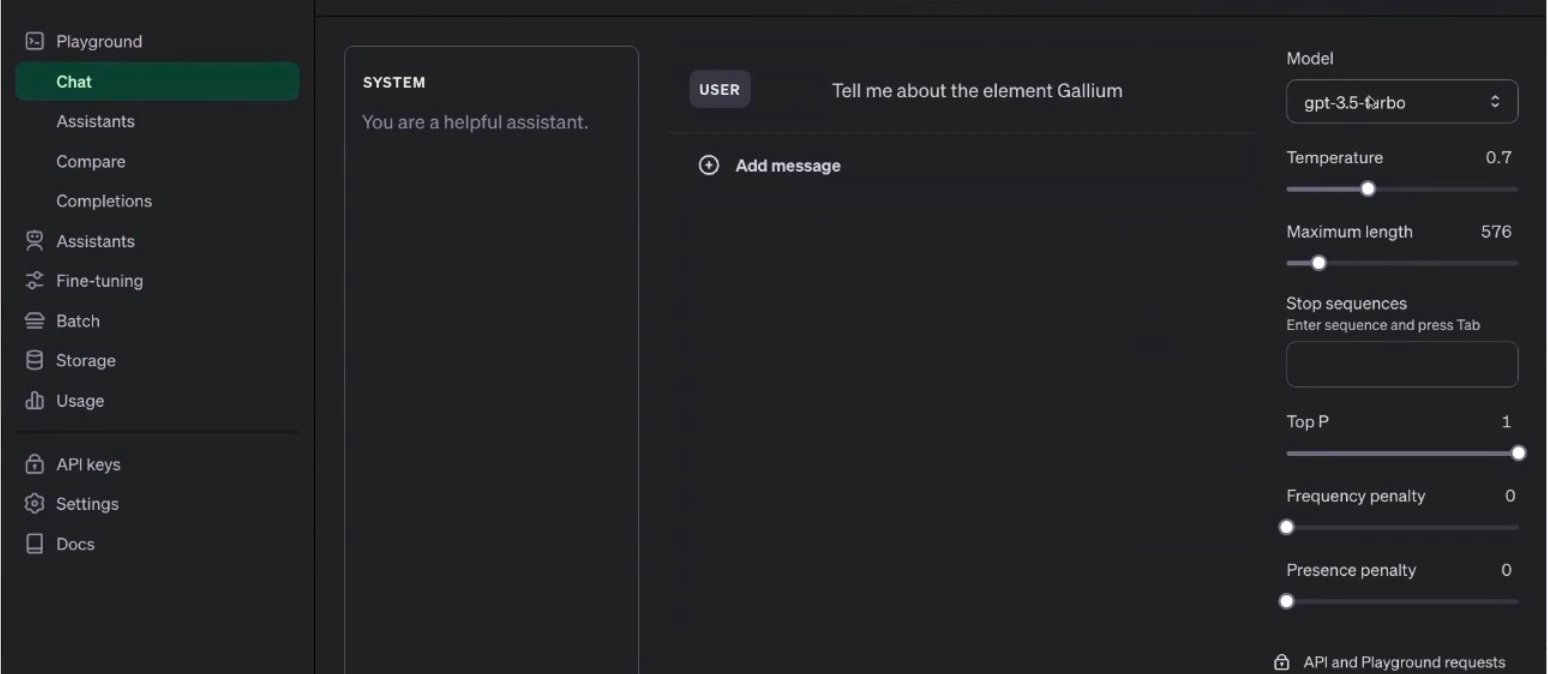 Playground
Chat
Assistants
Compare
Completions
Assistants
Fine-tuning
Batch
Storage
Usage
API keys
Settings
Docs
SYSTEM
You are a helpful assistant.
USER
Tell me about the element Gallium
Add message
Model
gpt-3.5-turbo
Temperature 0.7
Maximum length 576
Stop sequences
Enter sequence and press Tab
Top P 1
Frequency penalty 0
Presence penalty 0
API and Playground requests